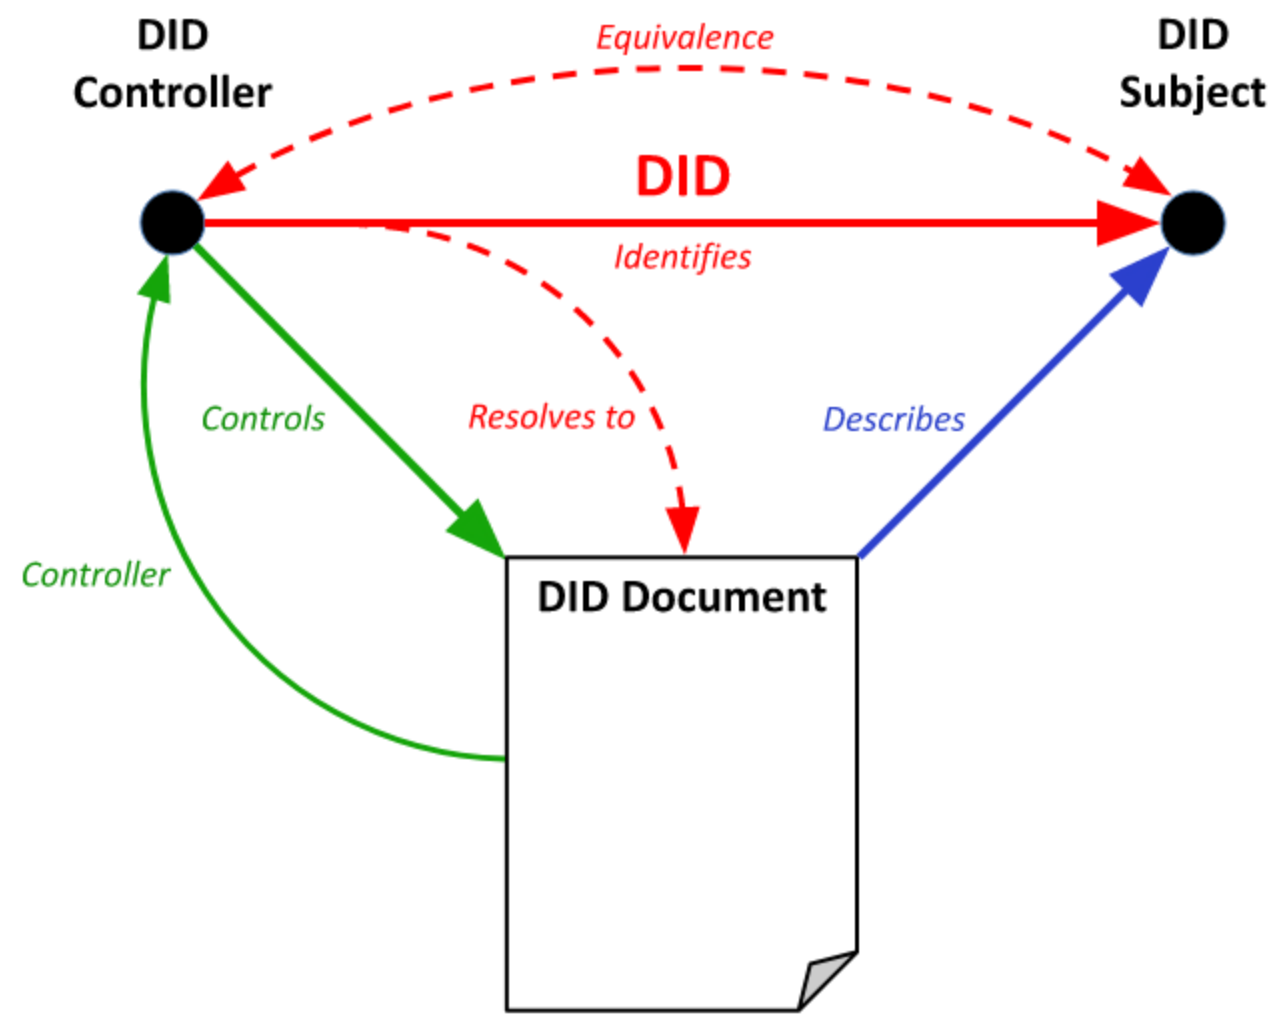 DID
Controller
Equivalence
DID
Subject
DID
Identifies
Controls
Resolves to
Describes
Controller
DID Document